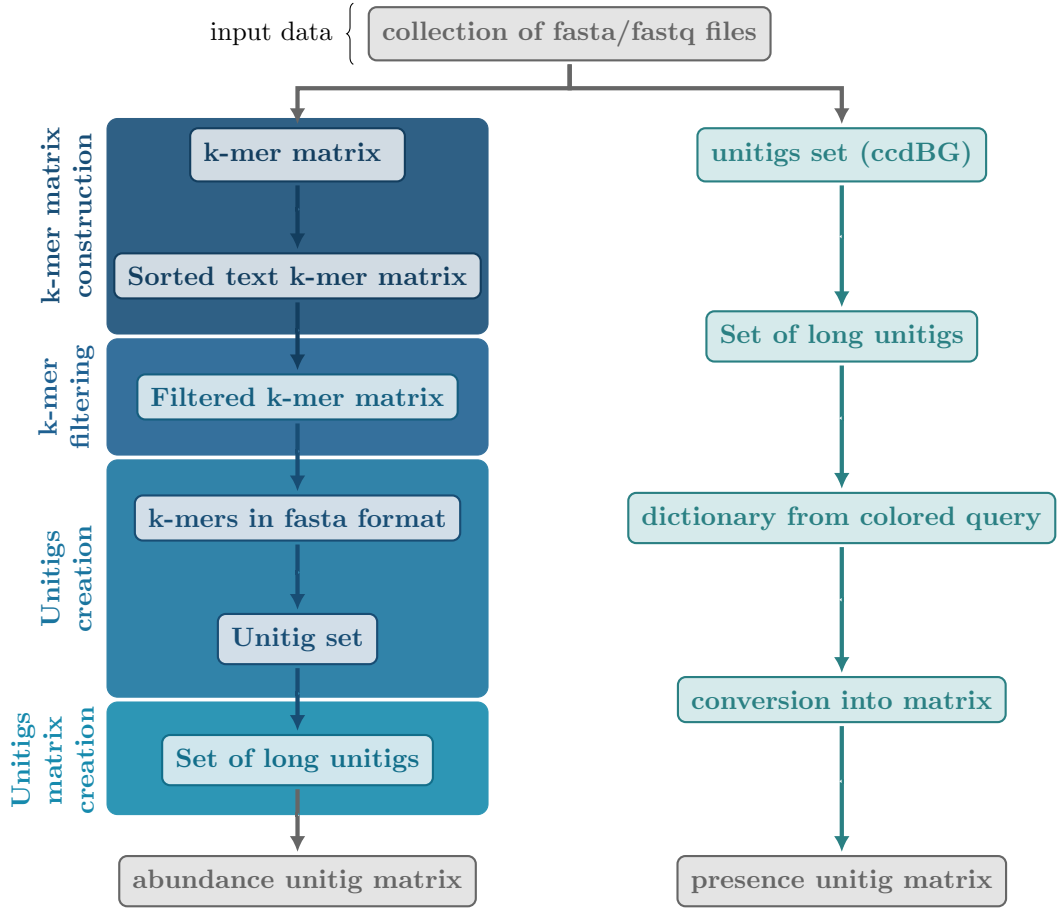 input data
collection of fasta/fastq files
k-mer matrix
construction
k-mer matrix
Sorted text k-mer matrix
k-mer
filtering
Filtered k-mer matrix
Unitigs
creation
k-mers in fasta format
Unitig set
Unitigs
matrix
creation
Set of long unitigs
abundance unitig matrix
unitigs set (ccdBG)
Set of long unitigs
dictionary from colored query
conversion into matrix
presence unitig matrix